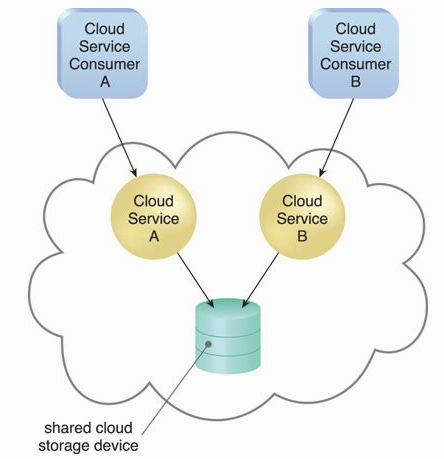 Cloud
Service
Consumer
A
Cloud
Service
Consumer
B
Cloud
Service
A
Cloud
Service
B
shared cloud
storage device